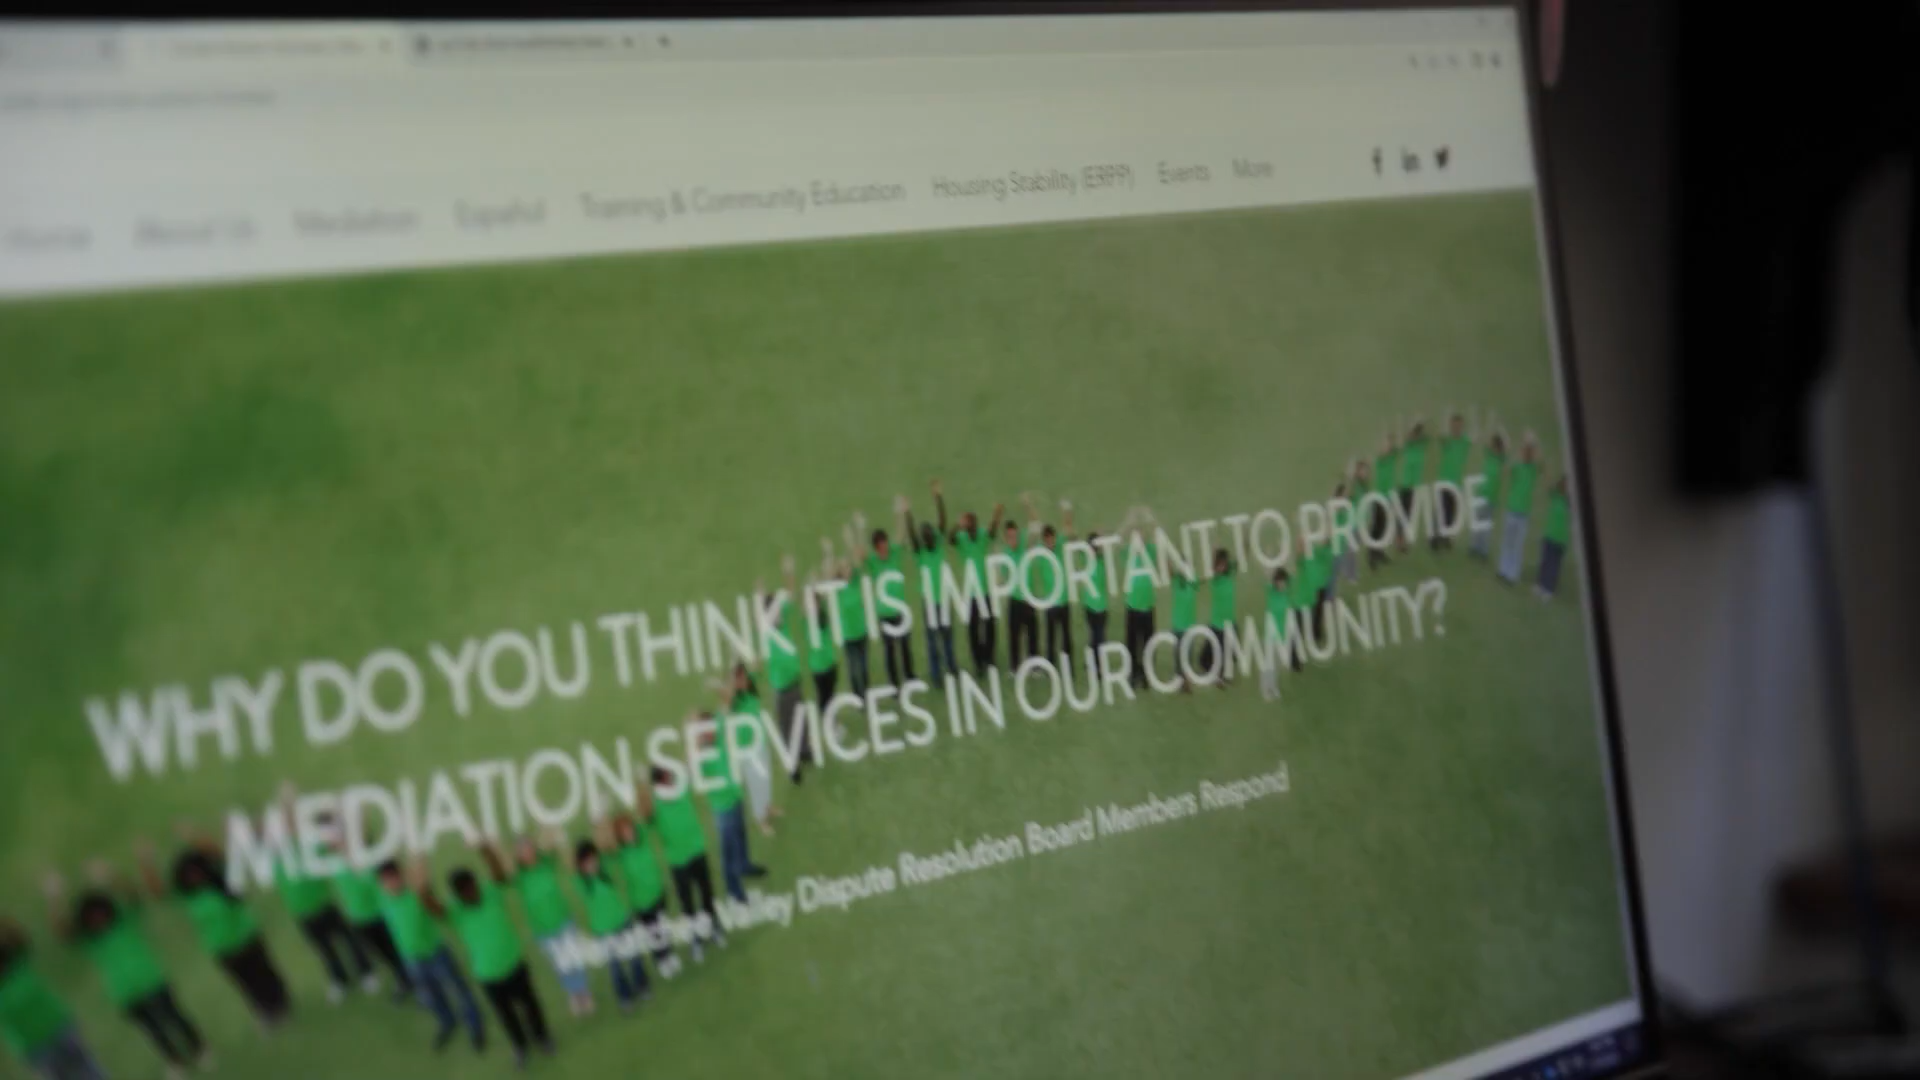 Home About Us Mediation Español Training & Community Education Housing Stability (ERPP) Events More
WHY DO YOU THINK IT IS IMPORTANT TO PROVIDE
MEDIATION SERVICES IN OUR COMMUNITY?
Wenatchee Valley Dispute Resolution Board Members Respond